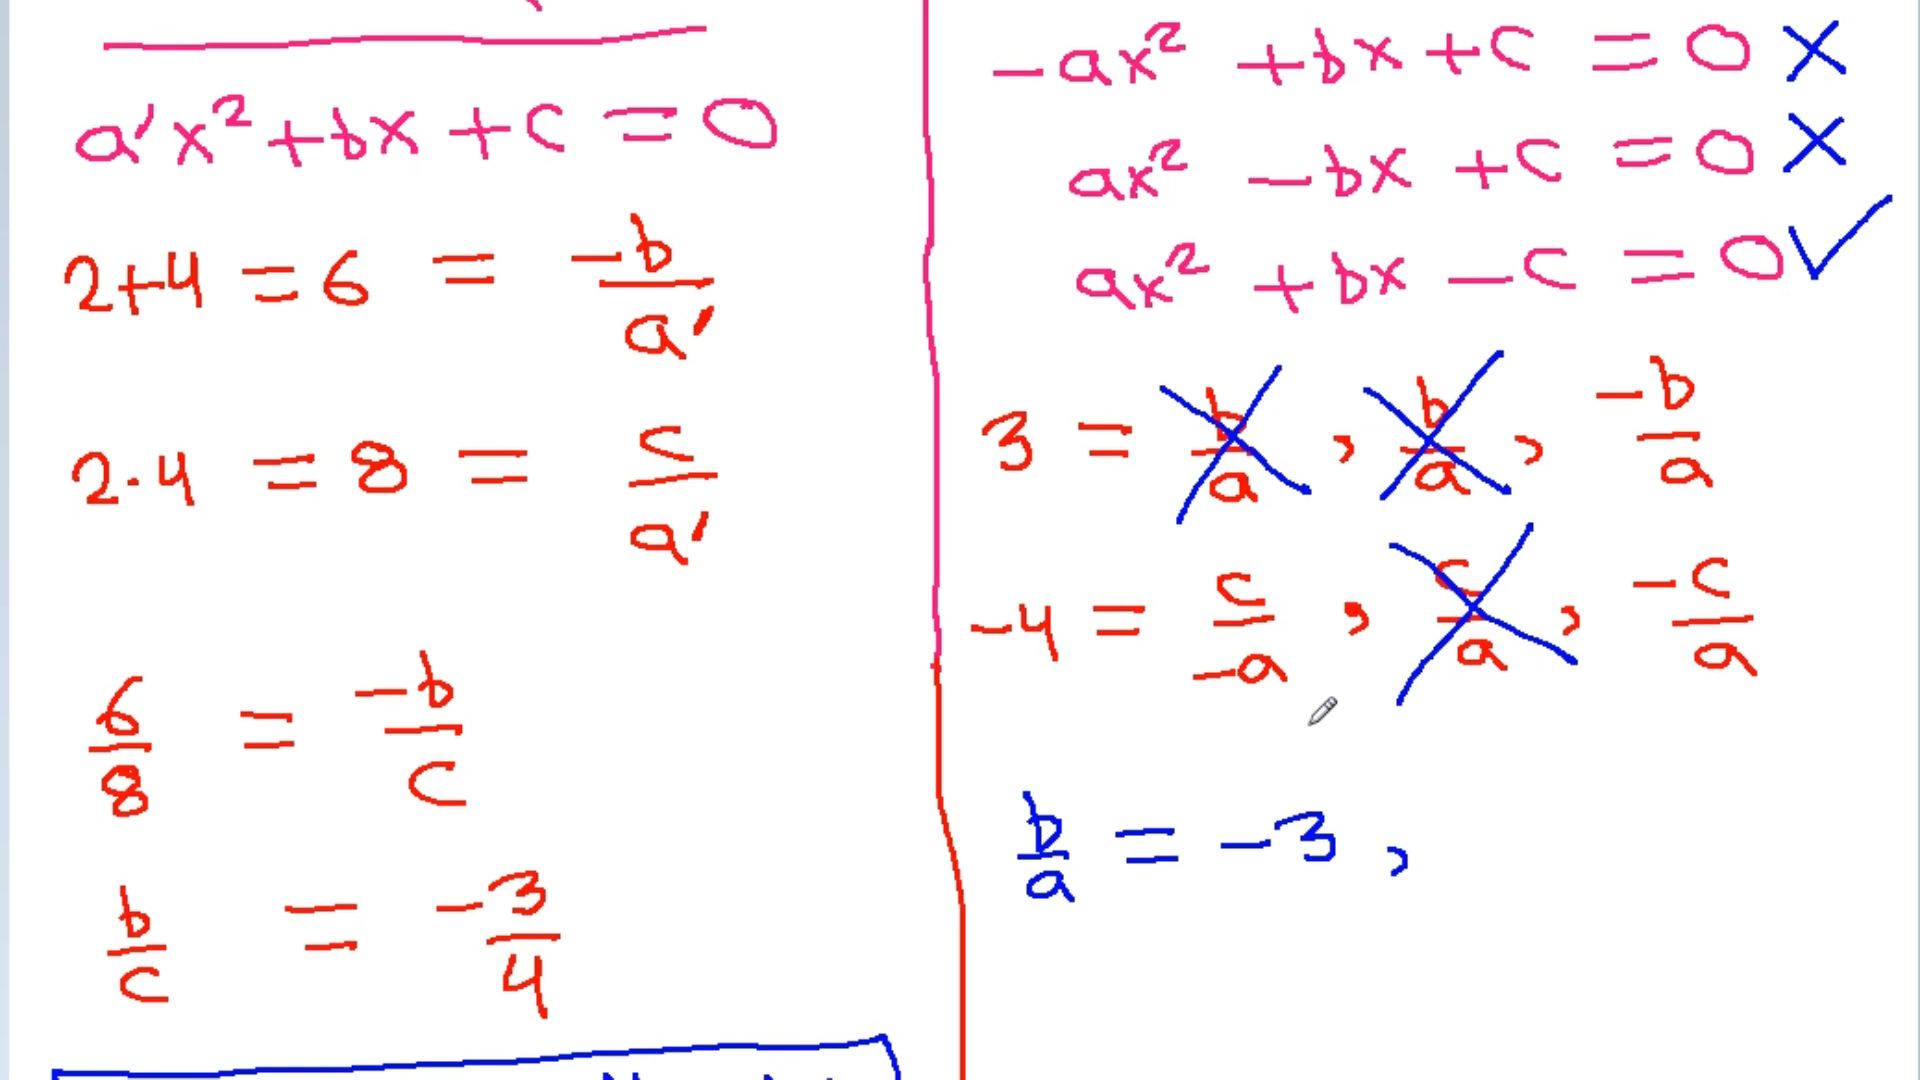 a'x² + bx + c = 0
2+4 = 6 = -b/a'
2·4 = 8 = c/a'
6/8 = -b/c
b/c = -3/4
-ax² + bx + c = 0 ✗
ax² - bx + c = 0 ✗
ax² + bx - c = 0 ✓
3 = b/a , b/a , -b/a
-4 = c/-a , c/a , -c/a
b/a = -3 ,